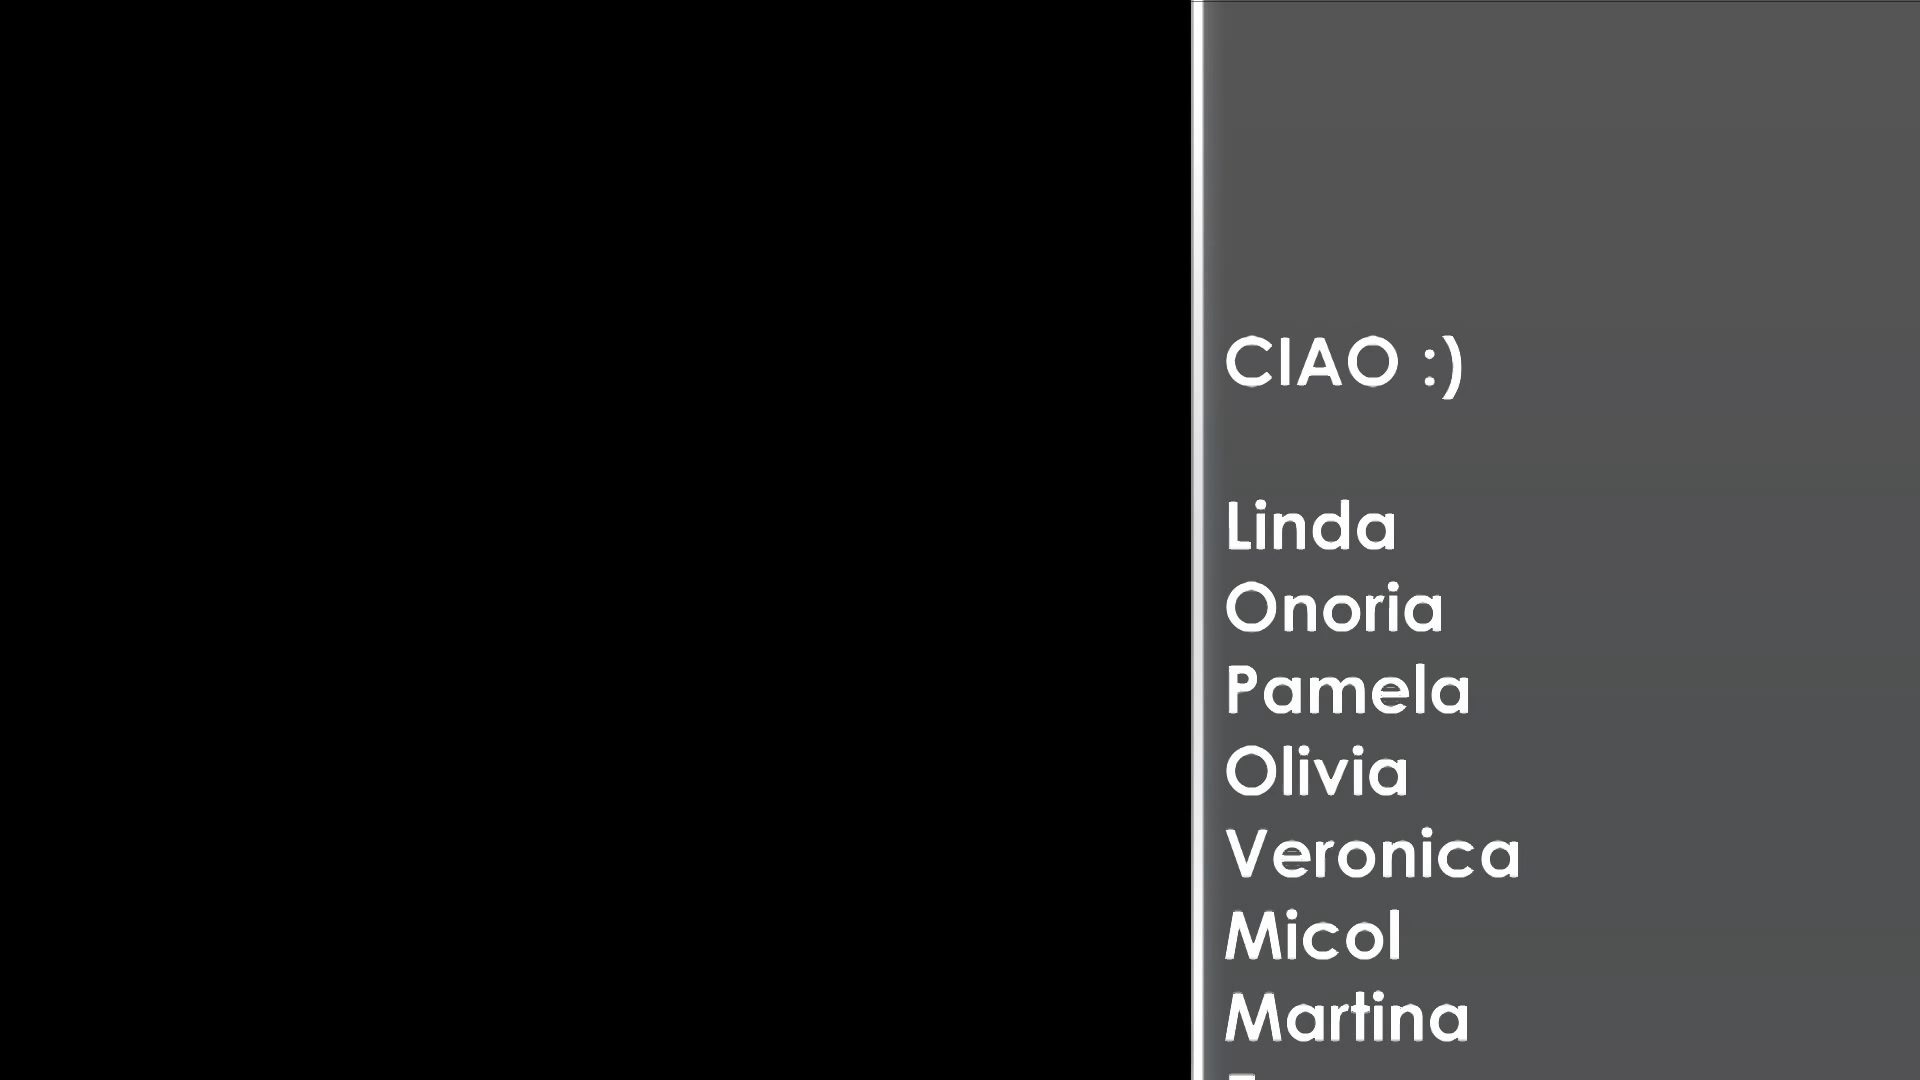 CIAO :)
Linda
Onoria
Pamela
Olivia
Veronica
Micol
Martina